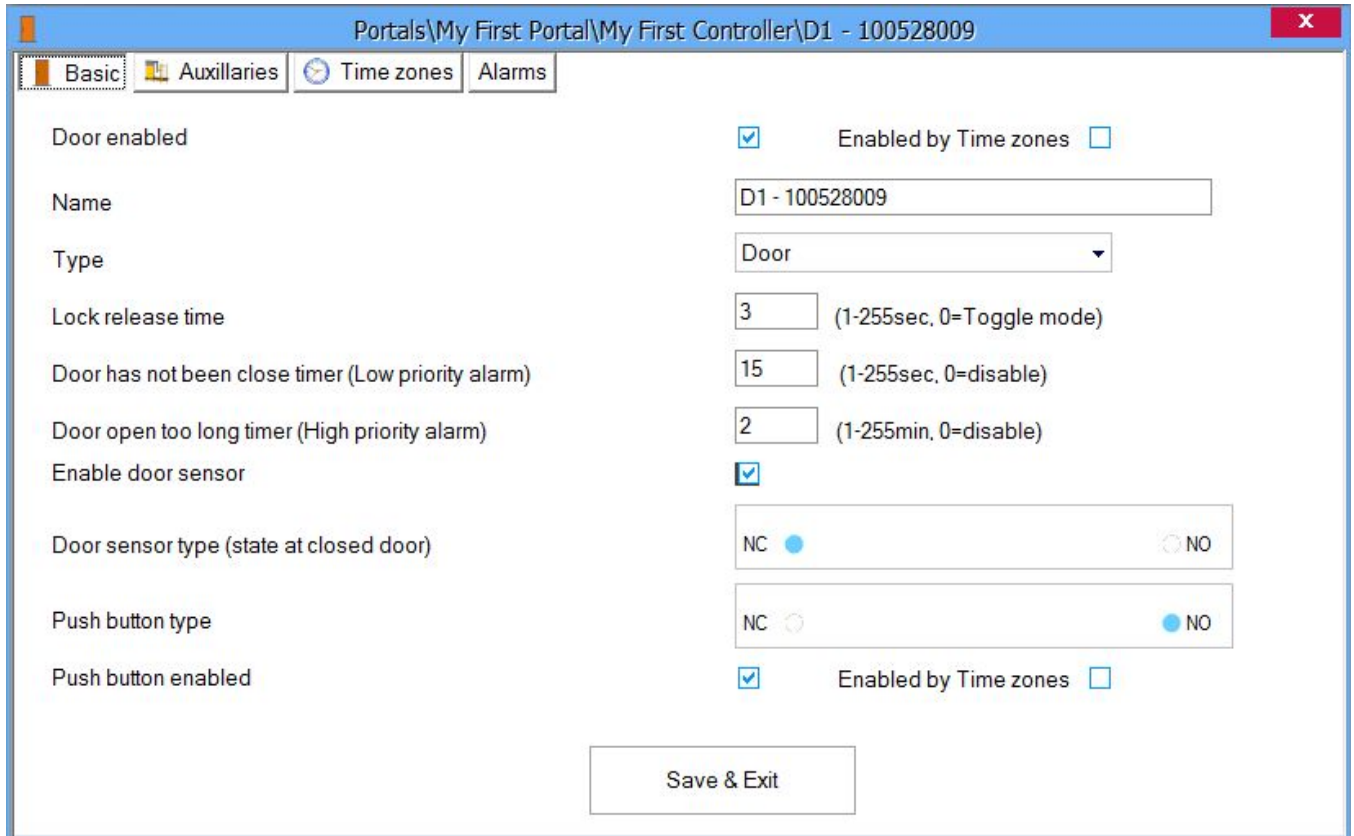 Portals\My First Portal\My First Controller\D1 - 100528009
x
Basic Auxillaries Time zones Alarms
Door enabled Enabled by Time zones
Name D1 - 100528009
Type Door
Lock release time 3 (1-255sec, 0=Toggle mode)
Door has not been close timer (Low priority alarm) 15 (1-255sec, 0=disable)
Door open too long timer (High priority alarm) 2 (1-255min, 0=disable)
Enable door sensor
Door sensor type (state at closed door) NC NO
Push button type NC NO
Push button enabled Enabled by Time zones
Save & Exit